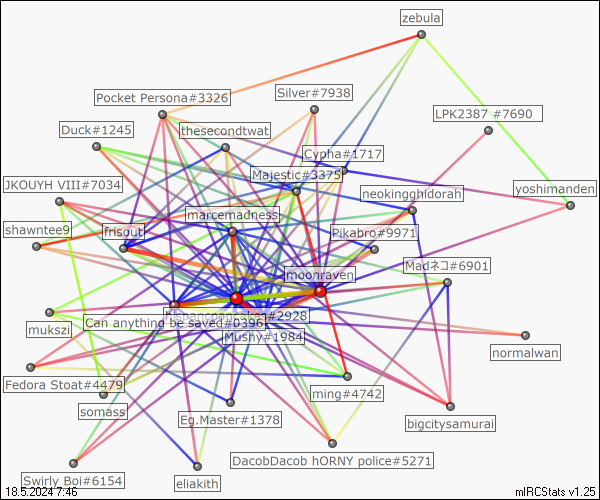 zebula
Pocket Persona#3326
Silver#7938
LPK2387 #7690
Duck#1245
thesecondtwat
Cypha#1717
Majestic#3375
JKOUYH VIII#7034
neokingghidorah
yoshimanden
marcemadness
shawntee9
frisout
Pikabro#9971
Madネコ#6901
moonraven
#2928
Can anything be saved#0396
mukszi
Mushy#1984
normalwan
Fedora Stoat#4479
ming#4742
somass
Eg.Master#1378
bigcitysamurai
DacobDacob hORNY police#5271
Swirly Boi#6154
eliakith
18.5.2024 7:46
mIRCStats v1.25